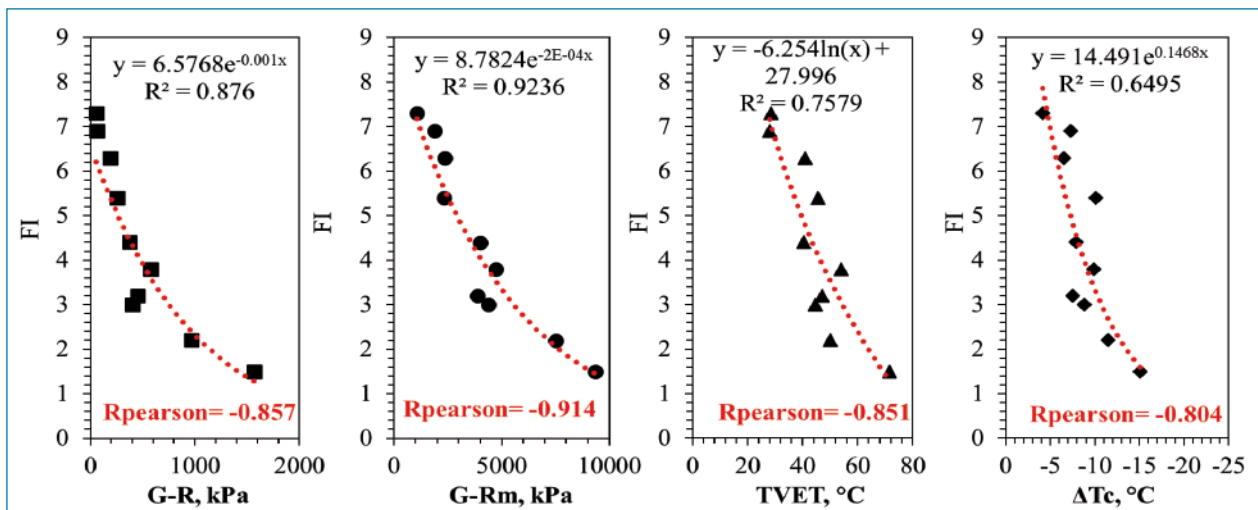 9
8
7
6
5
4
3
2
1
0
FI
y = 6.5768e^-0.001x
R² = 0.876
Rpearson= -0.857
0 1000 2000
G-R, kPa
9
8
7
6
5
4
3
2
1
0
FI
y = 8.7824e^-2E-04x
R² = 0.9236
Rpearson= -0.914
0 5000 10000
G-Rm, kPa
9
8
7
6
5
4
3
2
1
0
FI
y = -6.254ln(x) +
27.996
R² = 0.7579
Rpearson= -0.851
0 20 40 60 80
TVET, °C
9
8
7
6
5
4
3
2
1
0
FI
y = 14.491e^0.1468x
R² = 0.6495
Rpearson= -0.804
0 -5 -10 -15 -20 -25
ΔTc, °C